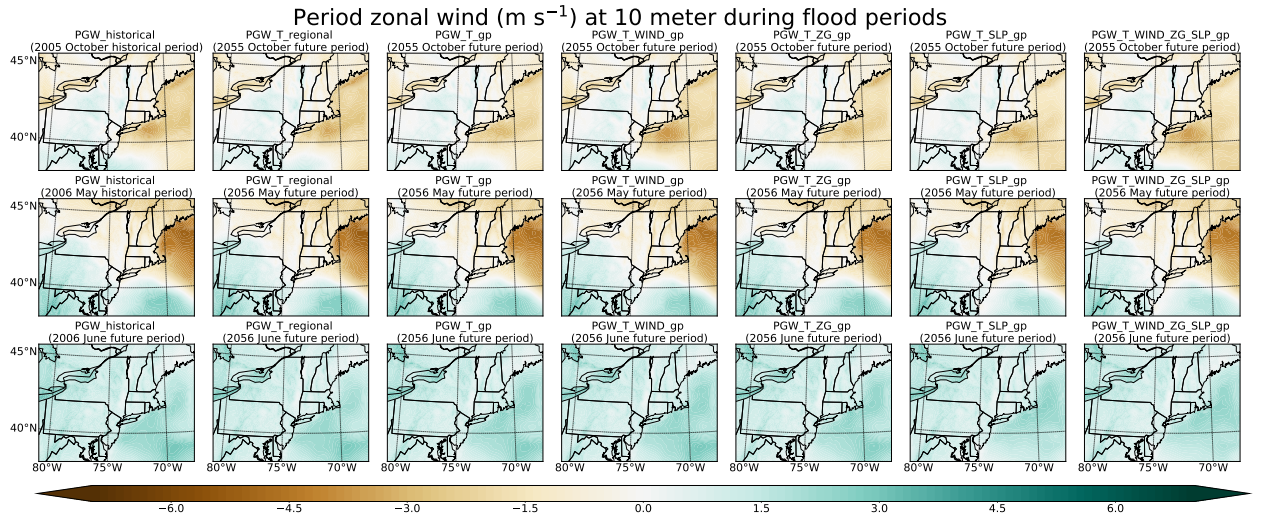 Period zonal wind (m s⁻¹) at 10 meter during flood periods
PGW_historical PGW_T_regional PGW_T_gp PGW_T_WIND_gp PGW_T_ZG_gp PGW_T_SLP_gp PGW_T_WIND_ZG_SLP_gp
(2055 October historical period) (2055 October future period) (2055 October future period) (2055 October future period) (2055 October future period) (2055 October future period) (2055 October future period)
45°N
40°N
PGW_historical PGW_T_regional PGW_T_gp PGW_T_WIND_gp PGW_T_ZG_gp PGW_T_SLP_gp PGW_T_WIND_ZG_SLP_gp
(2006 May historical period) (2056 May future period) (2056 May future period) (2056 May future period) (2056 May future period) (2056 May future period) (2056 May future period)
45°N
40°N
PGW_historical PGW_T_regional PGW_T_gp PGW_T_WIND_gp PGW_T_ZG_gp PGW_T_SLP_gp PGW_T_WIND_ZG_SLP_gp
(2006 June future period) (2056 June future period) (2056 June future period) (2056 June future period) (2056 June future period) (2056 June future period) (2056 June future period)
45°N
40°N
80°W 75°W 70°W 80°W 75°W 70°W 80°W 75°W 70°W 80°W 75°W 70°W 80°W 75°W 70°W 80°W 75°W 70°W 80°W 75°W 70°W
−6.0 −4.5 −3.0 −1.5 0.0 1.5 3.0 4.5 6.0